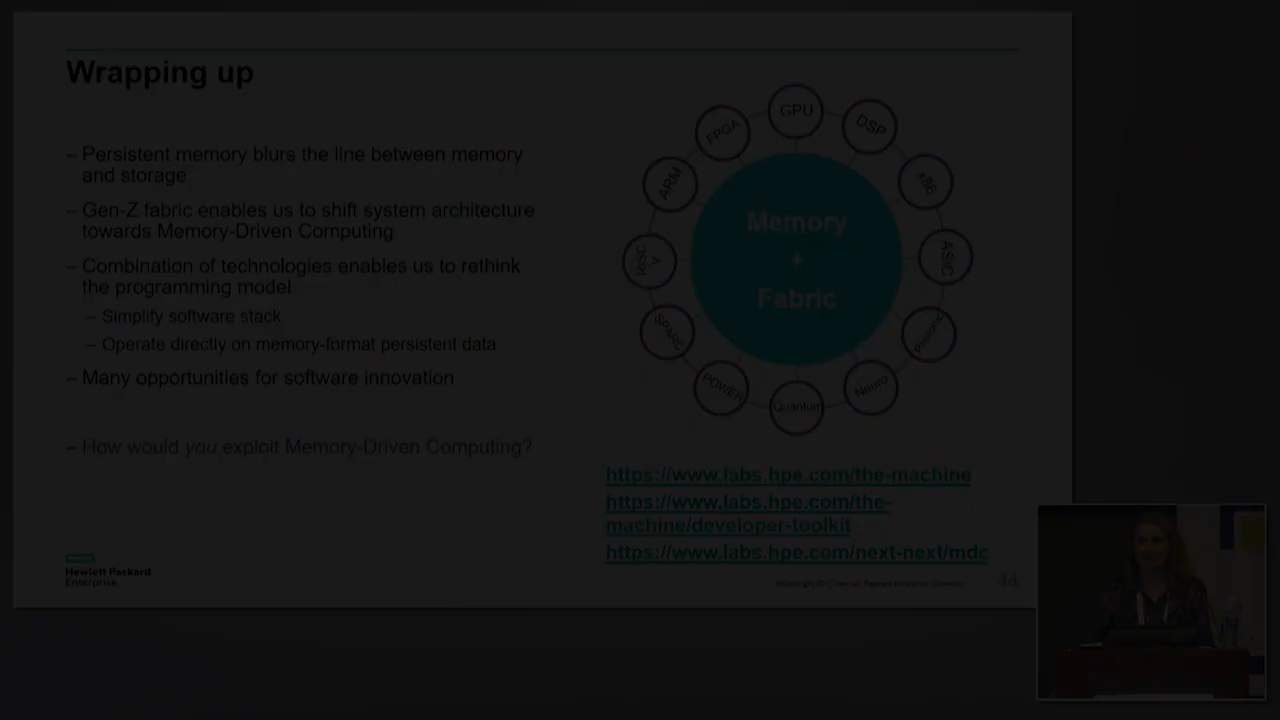 Wrapping up
– Persistent memory blurs the line between memory
and storage
– Gen-Z fabric enables us to shift system architecture
towards Memory-Driven Computing
– Combination of technologies enables us to rethink
the programming model
– Simplify software stack
– Operate directly on memory-format persistent data
– Many opportunities for software innovation
– How would you exploit Memory-Driven Computing?
GPU
DSP
x86
ASIC
Neuro
Quantum
POWER
SPARC
ARM
FPGA
Memory
+
Fabric
https://www.labs.hpe.com/the-machine
https://www.labs.hpe.com/the-
machine/developer-toolkit
https://www.labs.hpe.com/next-next/mdc
Hewlett Packard
Enterprise
44